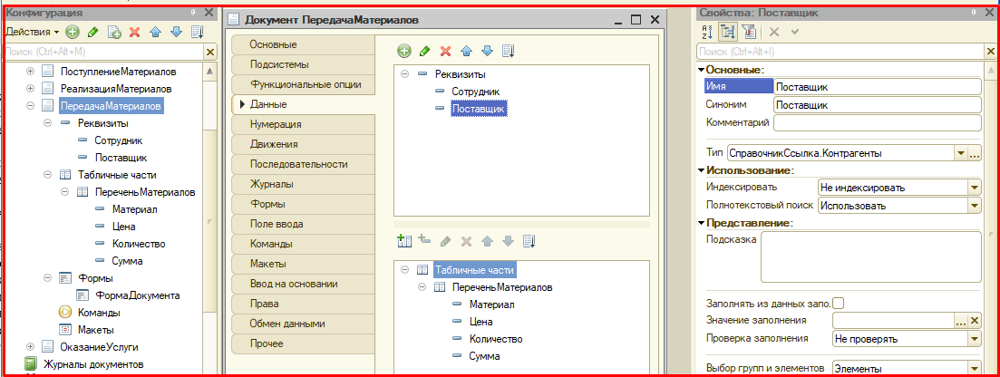 Конфигурация
Действия
Поиск (Ctrl+Alt+M)
ПоступлениеМатериалов
РеализацияМатериалов
ПередачаМатериалов
Реквизиты
Сотрудник
Поставщик
Табличные части
ПереченьМатериалов
Материал
Цена
Количество
Сумма
Формы
ФормаДокумента
Команды
Макеты
ОказаниеУслуги
Журналы документов
Документ ПередачаМатериалов
Основные
Подсистемы
Функциональные опции
Данные
Нумерация
Движения
Последовательности
Журналы
Формы
Поле ввода
Команды
Макеты
Ввод на основании
Права
Обмен данными
Прочее
Реквизиты
Сотрудник
Поставщик
Табличные части
ПереченьМатериалов
Материал
Цена
Количество
Сумма
Свойства: Поставщик
Поиск (Ctrl+Alt+I)
Основные:
Имя Поставщик
Синоним Поставщик
Комментарий
Тип СправочникСсылка.Контрагенты
Использование:
Индексировать Не индексировать
Полнотекстовый поиск Использовать
Представление:
Подсказка
Заполнять из данных запо:
Значение заполнения
Проверка заполнения Не проверять
Выбор групп и элементов Элементы